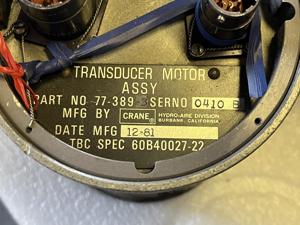 TRANSDUCER MOTOR
ASSY
PART NO 77-389 SERNO 0410 E
MFG BY CRANE HYDRO-AIRE DIVISION
BURBANK, CALIFORNIA
DATE MFG 12-81
TBC SPEC 60B40027-22